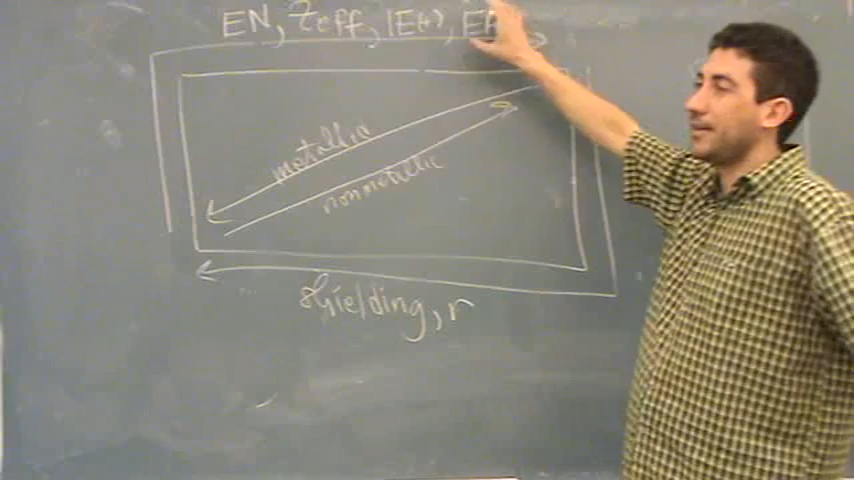 EN, Zeff, IE(+), EA
metallic
nonmetallic
shielding, r